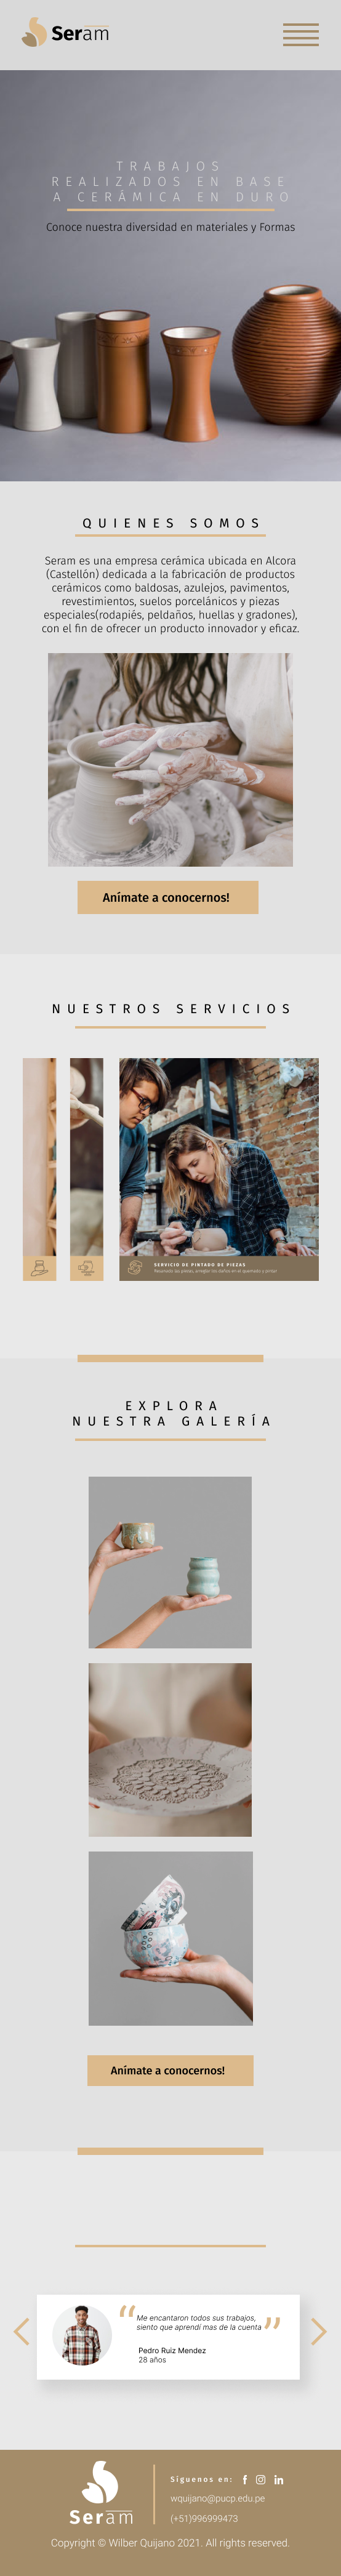 Seram
TRABAJOS
REALIZADOS EN BASE
A CERÁMICA EN DURO
Conoce nuestra diversidad en materiales y Formas
QUIENES SOMOS
Seram es una empresa cerámica ubicada en Alcora
(Castellón) dedicada a la fabricación de productos
cerámicos como baldosas, azulejos, pavimentos,
revestimientos, suelos porcelánicos y piezas
especiales(rodapiés, peldaños, huellas y gradones),
con el fin de ofrecer un producto innovador y eficaz.
Anímate a conocernos!
NUESTROS SERVICIOS
SERVICIO DE PINTADO DE PIEZAS
EXPLORA
NUESTRA GALERÍA
Anímate a conocernos!
“Me encantaron todos sus trabajos,
siento que aprendí mas de la cuenta”
Pedro Ruiz Mendez
28 años
Seram
Síguenos en:
wquijano@pucp.edu.pe
(+51)996999473
Copyright © Wilber Quijano 2021. All rights reserved.